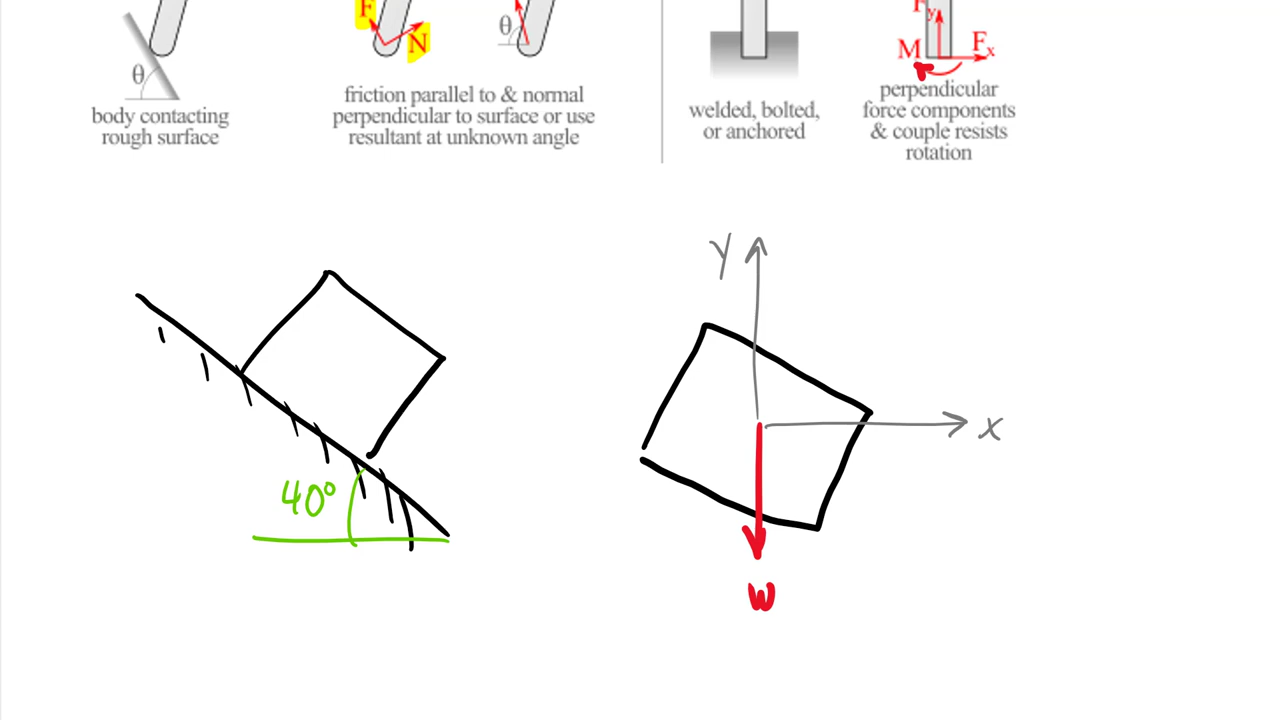 F
N
θ
θ
body contacting
rough surface
friction parallel to & normal
perpendicular to surface or use
resultant at unknown angle
welded, bolted,
or anchored
y
M
Fx
perpendicular
force components
& couple resists
rotation
Y
x
40°
W